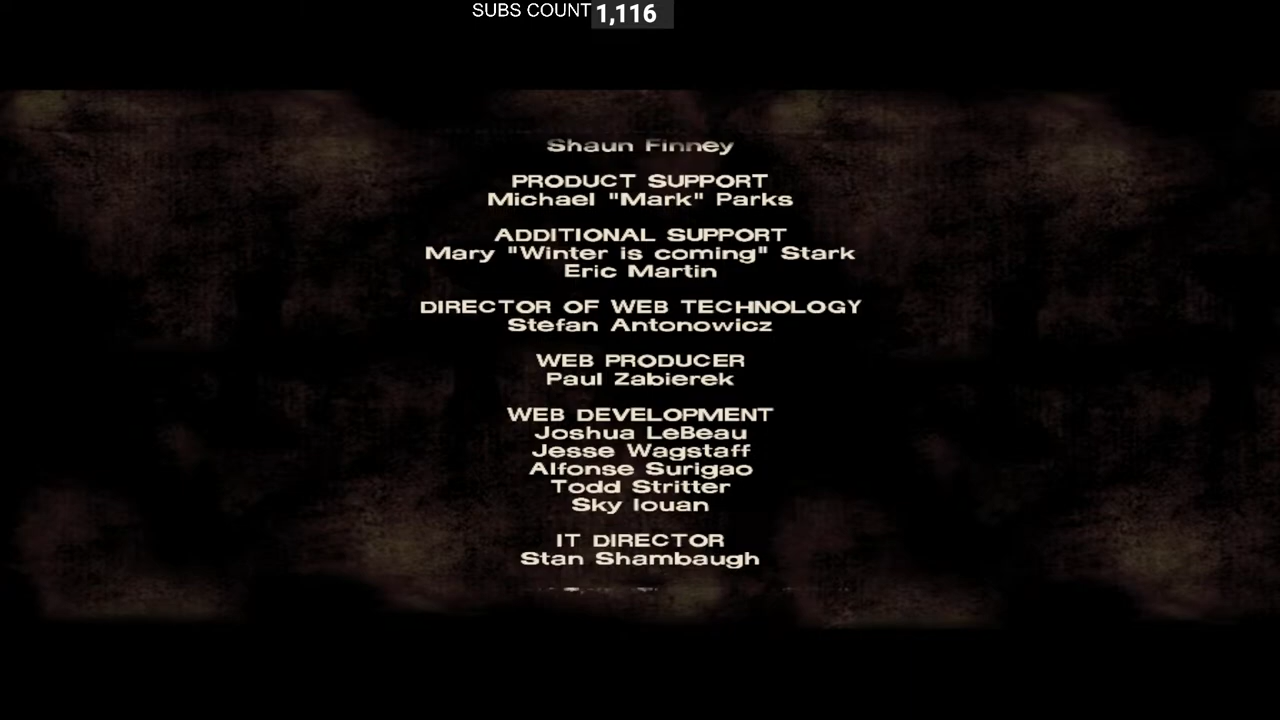 SUBS COUNT 1,116
Shaun Finney
PRODUCT SUPPORT
Michael "Mark" Parks
ADDITIONAL SUPPORT
Mary "Winter is coming" Stark
Eric Martin
DIRECTOR OF WEB TECHNOLOGY
Stefan Antonowicz
WEB PRODUCER
Paul Zabierek
WEB DEVELOPMENT
Joshua LeBeau
Jesse Wagstaff
Alfonse Surigao
Todd Stritter
Sky Iouan
IT DIRECTOR
Stan Shambaugh